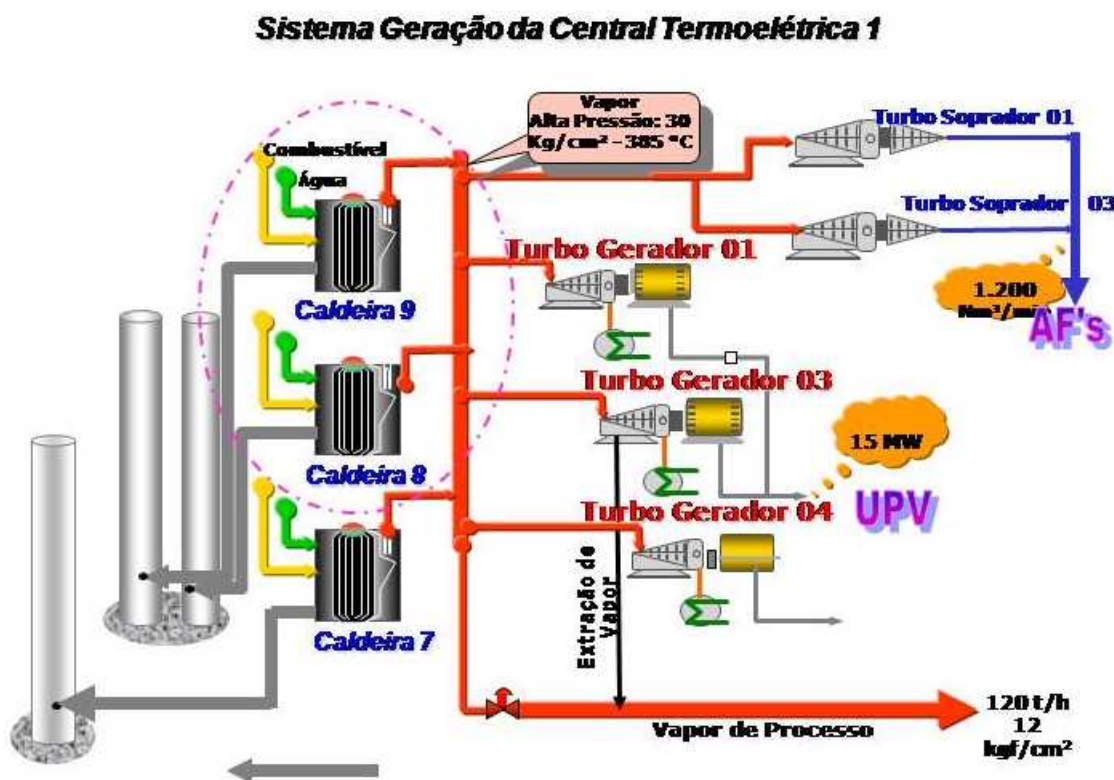 Sistema Geração da Central Termoelétrica 1
Vapor
Alta Pressão: 30
Kg/cm² - 385 °C
Turbo Soprador 01
Combustível
Água
Turbo Soprador 03
Turbo Gerador 01
1.200
Caldeira 9
AF's
Turbo Gerador 03
15 MW
Caldeira 8
Turbo Gerador 04
UPV
Extração de
Vapor
Caldeira 7
120 t/h
12
kgf/cm²
Vapor de Processo